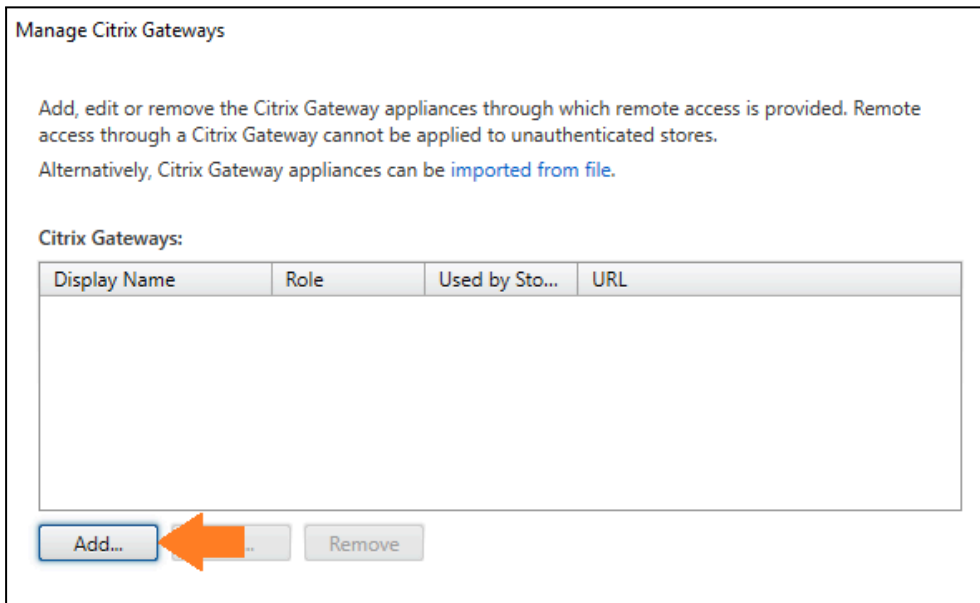 Manage Citrix Gateways
Add, edit or remove the Citrix Gateway appliances through which remote access is provided. Remote
access through a Citrix Gateway cannot be applied to unauthenticated stores.
Alternatively, Citrix Gateway appliances can be imported from file.
Citrix Gateways:
Display Name Role Used by Sto... URL
Add... Remove